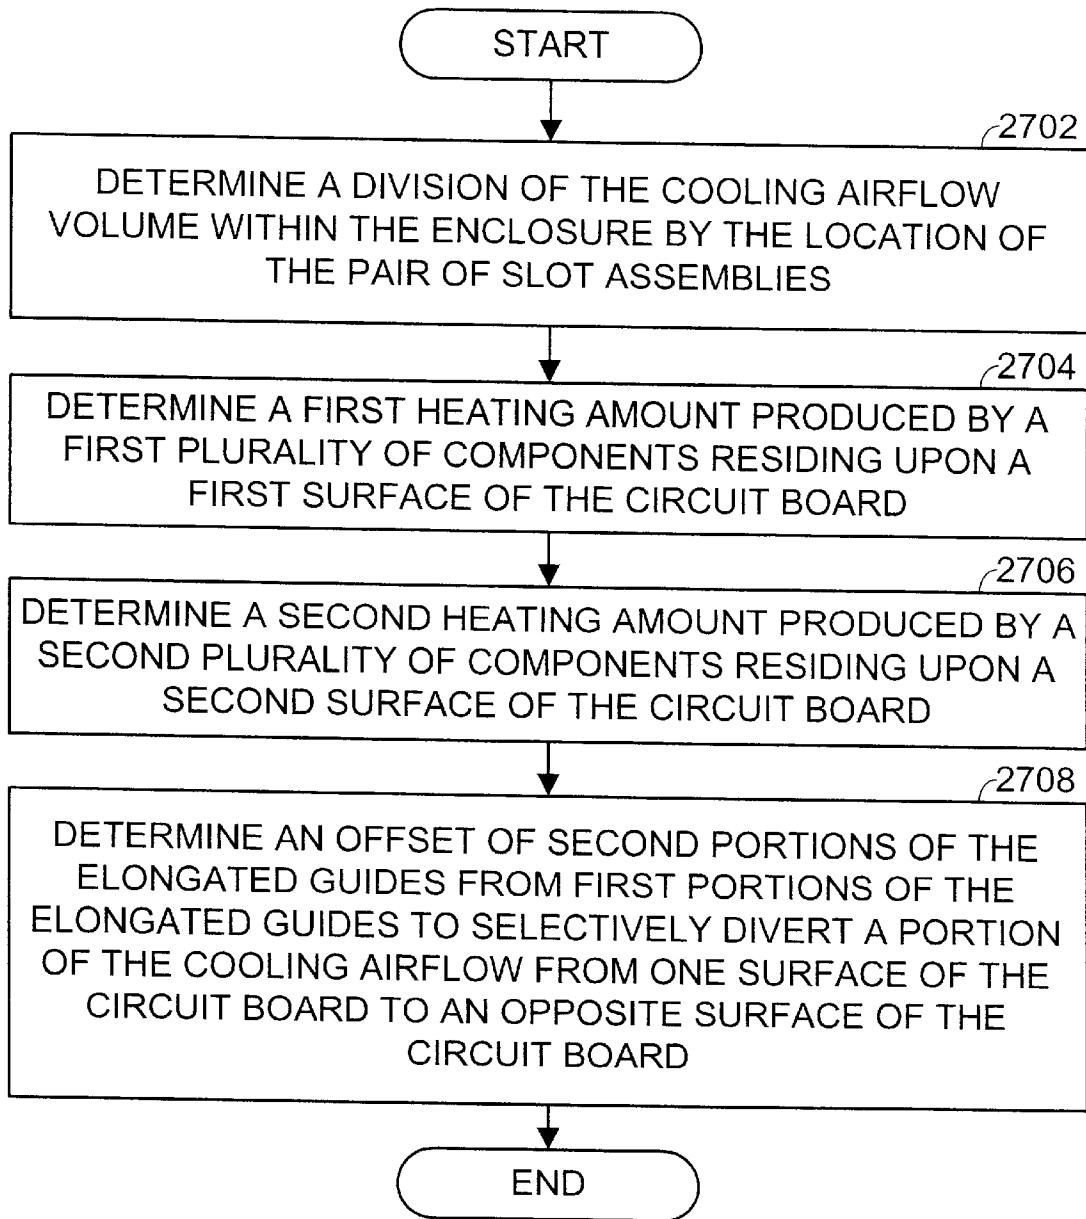 START
2702
DETERMINE A DIVISION OF THE COOLING AIRFLOW
VOLUME WITHIN THE ENCLOSURE BY THE LOCATION OF
THE PAIR OF SLOT ASSEMBLIES
2704
DETERMINE A FIRST HEATING AMOUNT PRODUCED BY A
FIRST PLURALITY OF COMPONENTS RESIDING UPON A
FIRST SURFACE OF THE CIRCUIT BOARD
2706
DETERMINE A SECOND HEATING AMOUNT PRODUCED BY A
SECOND PLURALITY OF COMPONENTS RESIDING UPON A
SECOND SURFACE OF THE CIRCUIT BOARD
2708
DETERMINE AN OFFSET OF SECOND PORTIONS OF THE
ELONGATED GUIDES FROM FIRST PORTIONS OF THE
ELONGATED GUIDES TO SELECTIVELY DIVERT A PORTION
OF THE COOLING AIRFLOW FROM ONE SURFACE OF THE
CIRCUIT BOARD TO AN OPPOSITE SURFACE OF THE
CIRCUIT BOARD
END